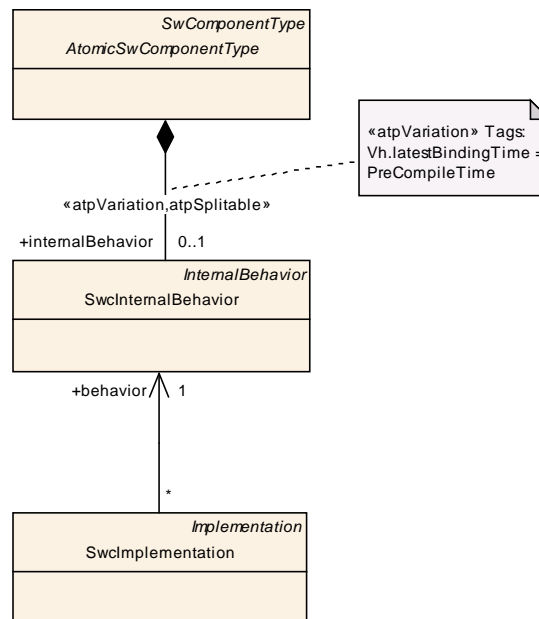 SwComponentType
AtomicSwComponentType
«atpVariation» Tags:
Vh.latestBindingTime =
PreCompileTime
«atpVariation,atpSplitable»
+internalBehavior 0..1
InternalBehavior
SwcInternalBehavior
+behavior 1
*
Implementation
SwcImplementation